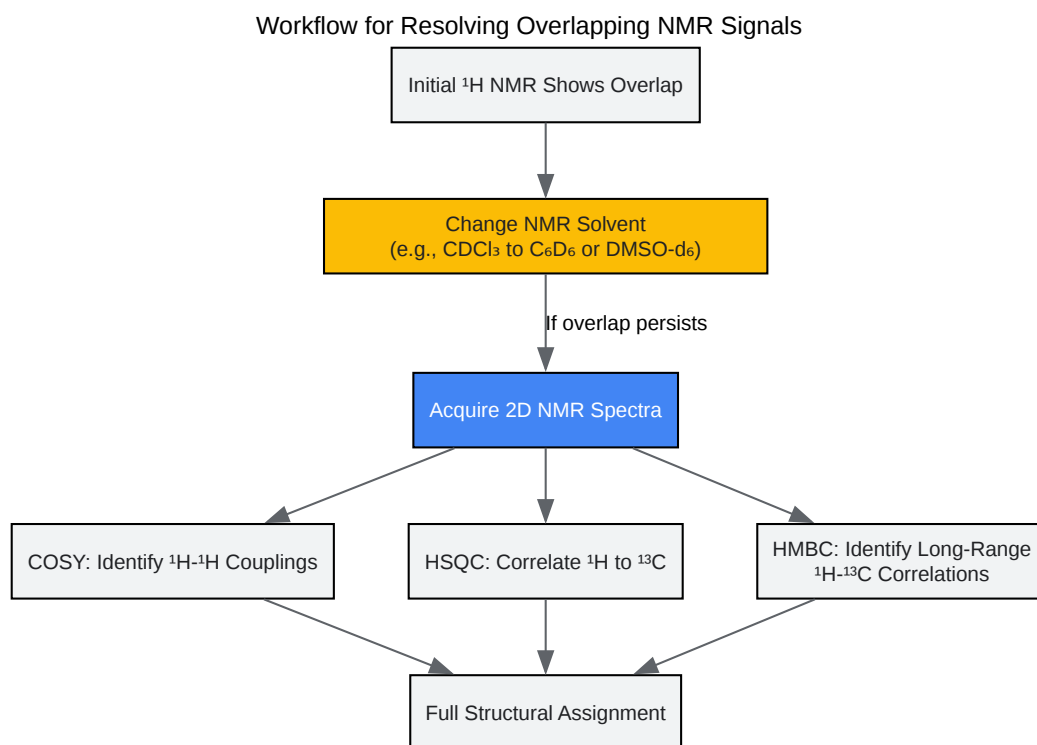 Workflow for Resolving Overlapping NMR Signals
Initial ¹H NMR Shows Overlap
Change NMR Solvent
(e.g., CDCl₃ to C₆D₆ or DMSO-d₆)
If overlap persists
Acquire 2D NMR Spectra
COSY: Identify ¹H-¹H Couplings
HSQC: Correlate ¹H to ¹³C
HMBC: Identify Long-Range
¹H-¹³C Correlations
Full Structural Assignment